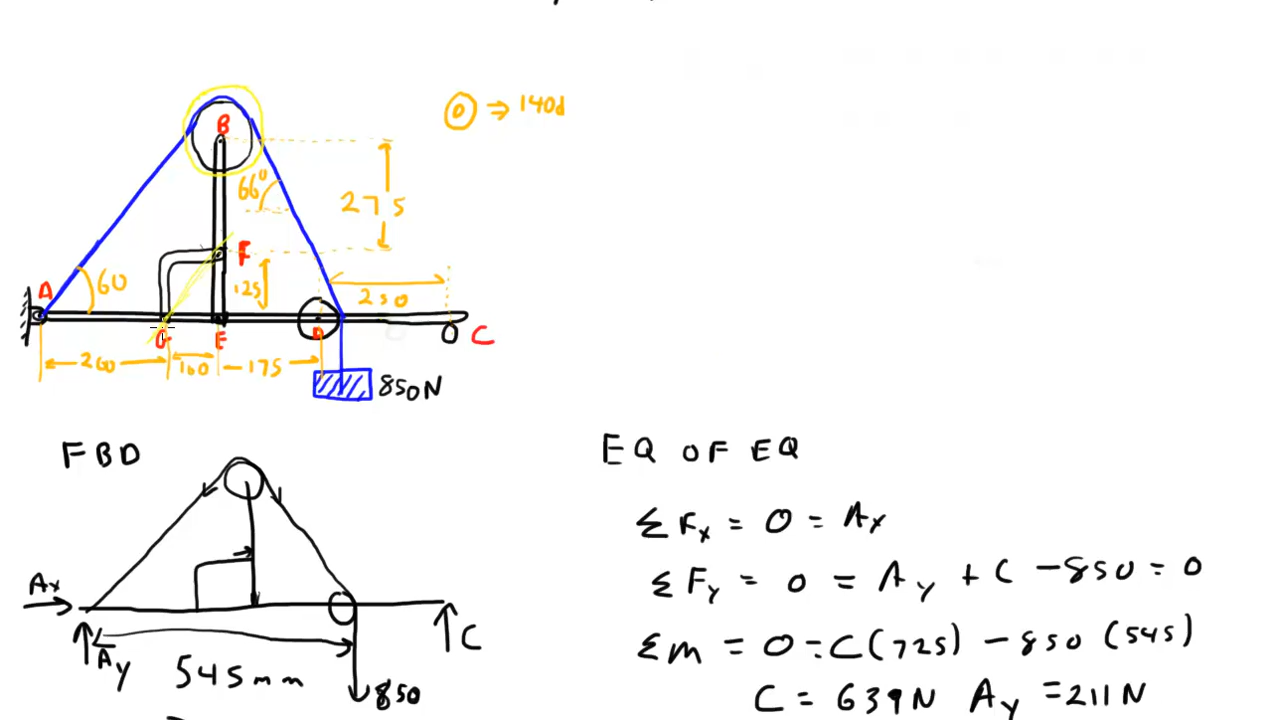 ⇒ 140d
B
66°
275
F
A
60
125
250
G
E
D
C
200
100
175
850N
FBD
EQ OF EQ
ΣFx = 0 = Ax
Ax
ΣFy = 0 = Ay + C - 850 = 0
C
Ay
545mm
Σm = 0 = C(725) - 850 (545)
850
C = 639N Ay = 211N